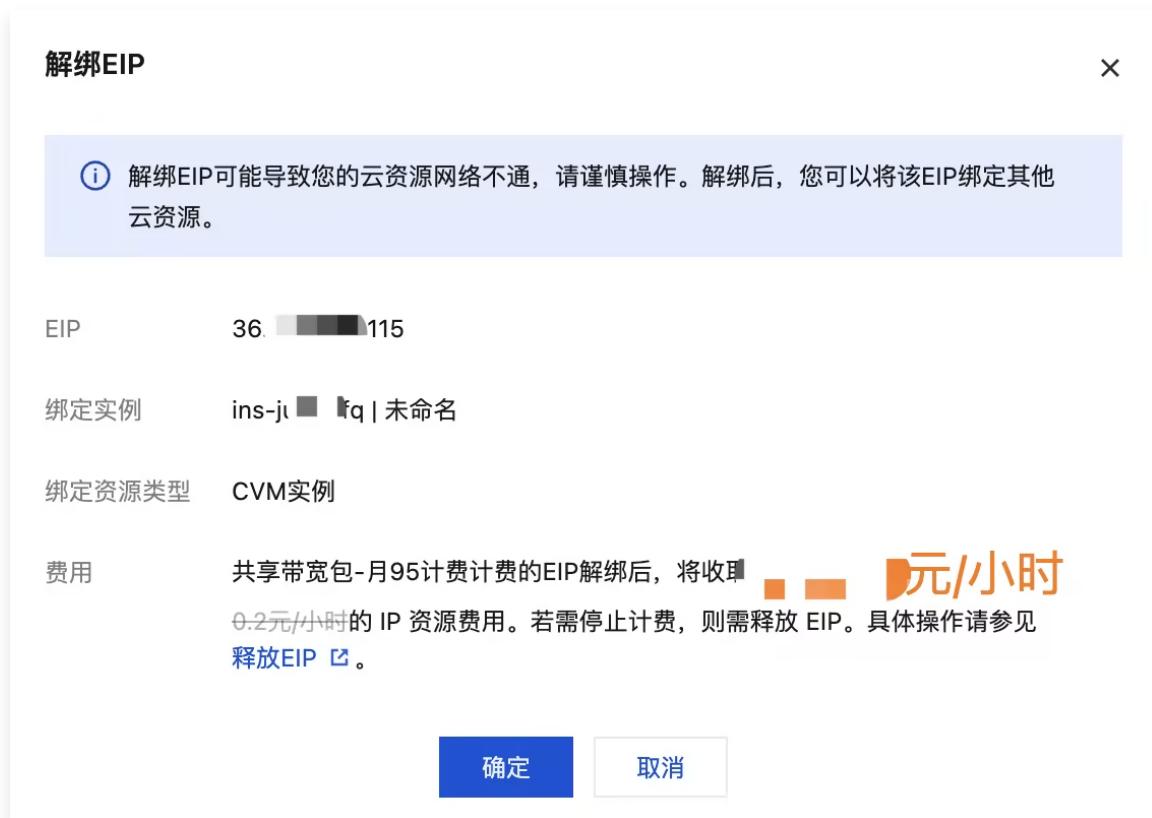 解绑EIP
解绑EIP可能导致您的云资源网络不通，请谨慎操作。解绑后，您可以将该EIP绑定其他
云资源。
EIP 36. 115
绑定实例 ins-ju fq | 未命名
绑定资源类型 CVM实例
费用 共享带宽包-月95计费计费的EIP解绑后，将收 元/小时
0.2元/小时的 IP 资源费用。若需停止计费，则需释放 EIP。具体操作请参见
释放EIP 。
确定 取消